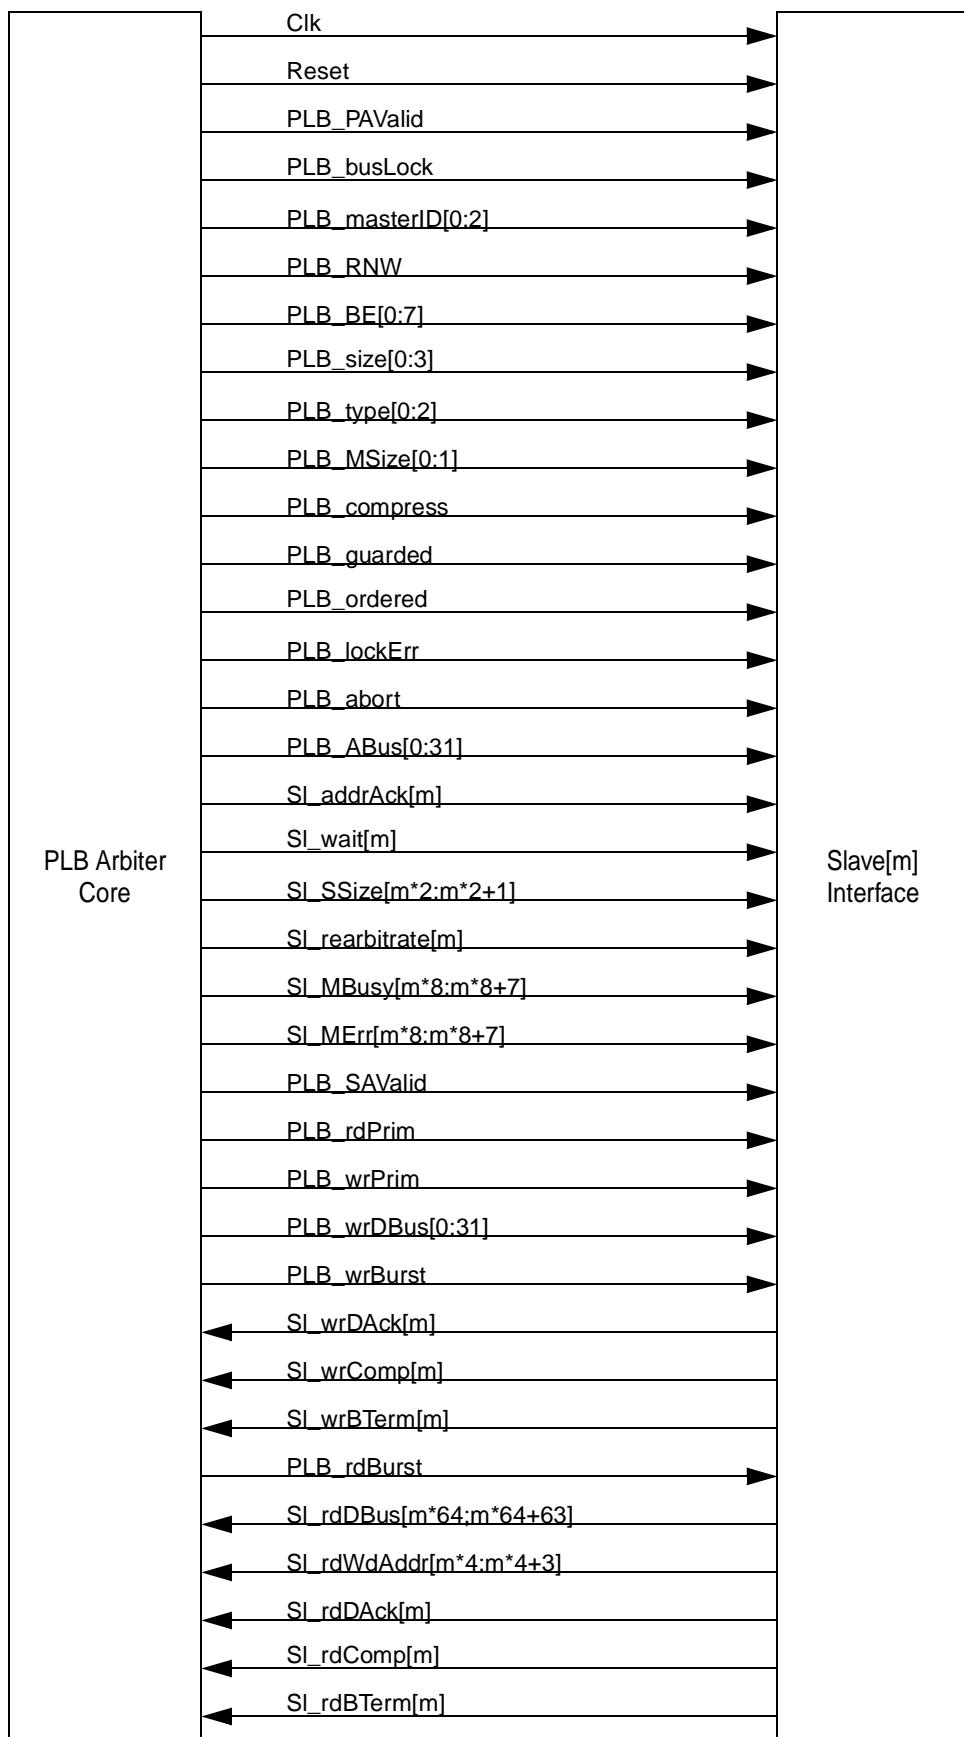 Clk
Reset
PLB_PAValid
PLB_busLock
PLB_masterID[0:2]
PLB_RNW
PLB_BE[0:7]
PLB_size[0:3]
PLB_type[0:2]
PLB_MSize[0:1]
PLB_compress
PLB_guarded
PLB_ordered
PLB_lockErr
PLB_abort
PLB_ABus[0:31]
Sl_addrAck[m]
Sl_wait[m]
PLB Arbiter
Core
Slave[m]
Interface
Sl_SSize[m*2:m*2+1]
Sl_rearbitrate[m]
Sl_MBusy[m*8:m*8+7]
Sl_MErr[m*8:m*8+7]
PLB_SAValid
PLB_rdPrim
PLB_wrPrim
PLB_wrDBus[0:31]
PLB_wrBurst
Sl_wrDAck[m]
Sl_wrComp[m]
Sl_wrBTerm[m]
PLB_rdBurst
Sl_rdDBus[m*64;m*64+63]
Sl_rdWdAddr[m*4:m*4+3]
Sl_rdDAck[m]
Sl_rdComp[m]
Sl_rdBTerm[m]